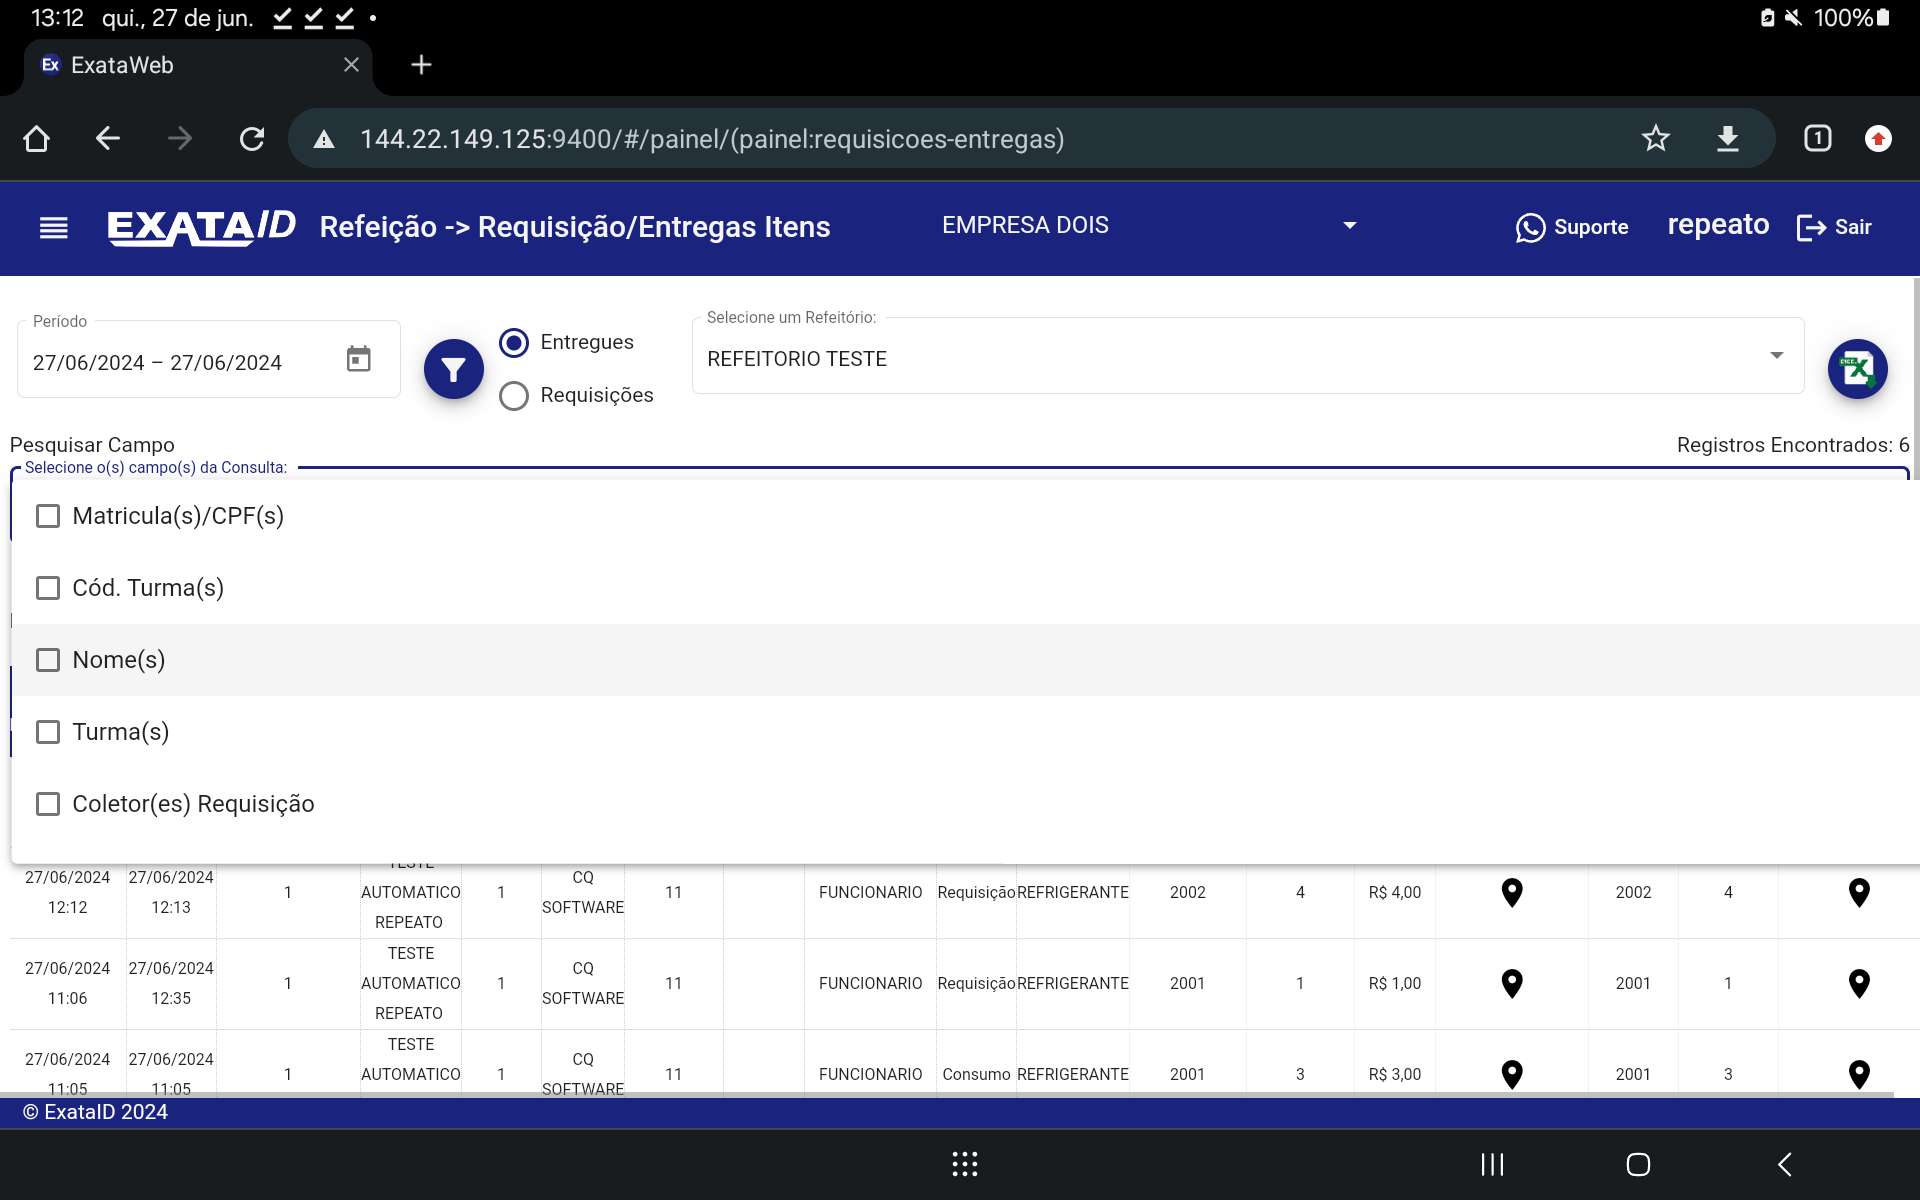 13:12 qui., 27 de jun.
100%
Ex ExataWeb
144.22.149.125:9400/#/painel/(painel:requisicoes-entregas)
1
EXATAID Refeição -> Requisição/Entregas Itens EMPRESA DOIS Suporte repeato Sair
Período
27/06/2024 – 27/06/2024
Entregues
Requisições
Selecione um Refeitório:
REFEITORIO TESTE
Pesquisar Campo
Registros Encontrados: 6
Selecione o(s) campo(s) da Consulta:
Matricula(s)/CPF(s)
Cód. Turma(s)
Nome(s)
Turma(s)
Coletor(es) Requisição
27/06/2024 12:12 27/06/2024 12:13 1 TESTE AUTOMATICO REPEATO 1 CQ SOFTWARE 11 FUNCIONARIO Requisição REFRIGERANTE 2002 4 R$ 4,00 2002 4
27/06/2024 11:06 27/06/2024 12:35 1 TESTE AUTOMATICO REPEATO 1 CQ SOFTWARE 11 FUNCIONARIO Requisição REFRIGERANTE 2001 1 R$ 1,00 2001 1
27/06/2024 11:05 27/06/2024 11:05 1 TESTE AUTOMATICO 1 CQ SOFTWARE 11 FUNCIONARIO Consumo REFRIGERANTE 2001 3 R$ 3,00 2001 3
© ExataID 2024